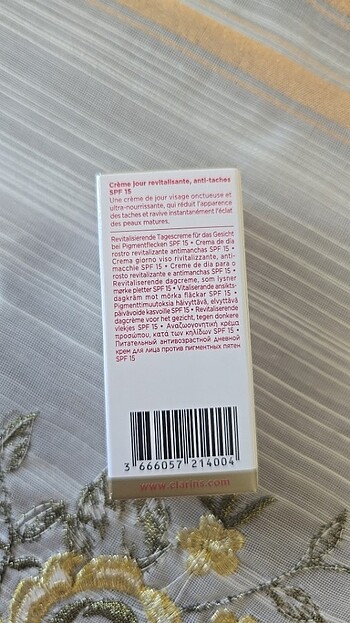 Crème jour revitalisante, anti-taches
SPF 15
Une crème de jour visage onctueuse et
ultra-nourrissante, qui réduit l'apparence
des taches et ravive instantanément l'éclat
des peaux matures.
Revitalisierende Tagescreme für das Gesicht
bei Pigmentflecken SPF 15 • Crema de día
rostro revitalizante antimanchas SPF 15 •
Crema giorno viso rivitalizzante, anti-
macchie SPF 15 • Creme de dia para o
rosto revitalizante e antimanchas SPF 15 •
Revitaliserende dagcreme, som lysner
mørke pletter SPF 15 • Vitaliserande ansikts-
dagkräm mot mörka fläckar SPF 15 •
Pigmenttimuutoksia häivyttävä, elvyttävä
päivävoide kasvoille SPF 15 • Revitaliserende
dagcrème voor het gezicht, tegen donkere
vlekjes SPF 15 • Αναζωογονητική κρέμα
προσώπου, κατά των κηλίδων SPF 15 •
Питательный антивозрастной дневной
крем для лица против пигментных пятен
SPF 15
3 666057 214004
www.clarins.com